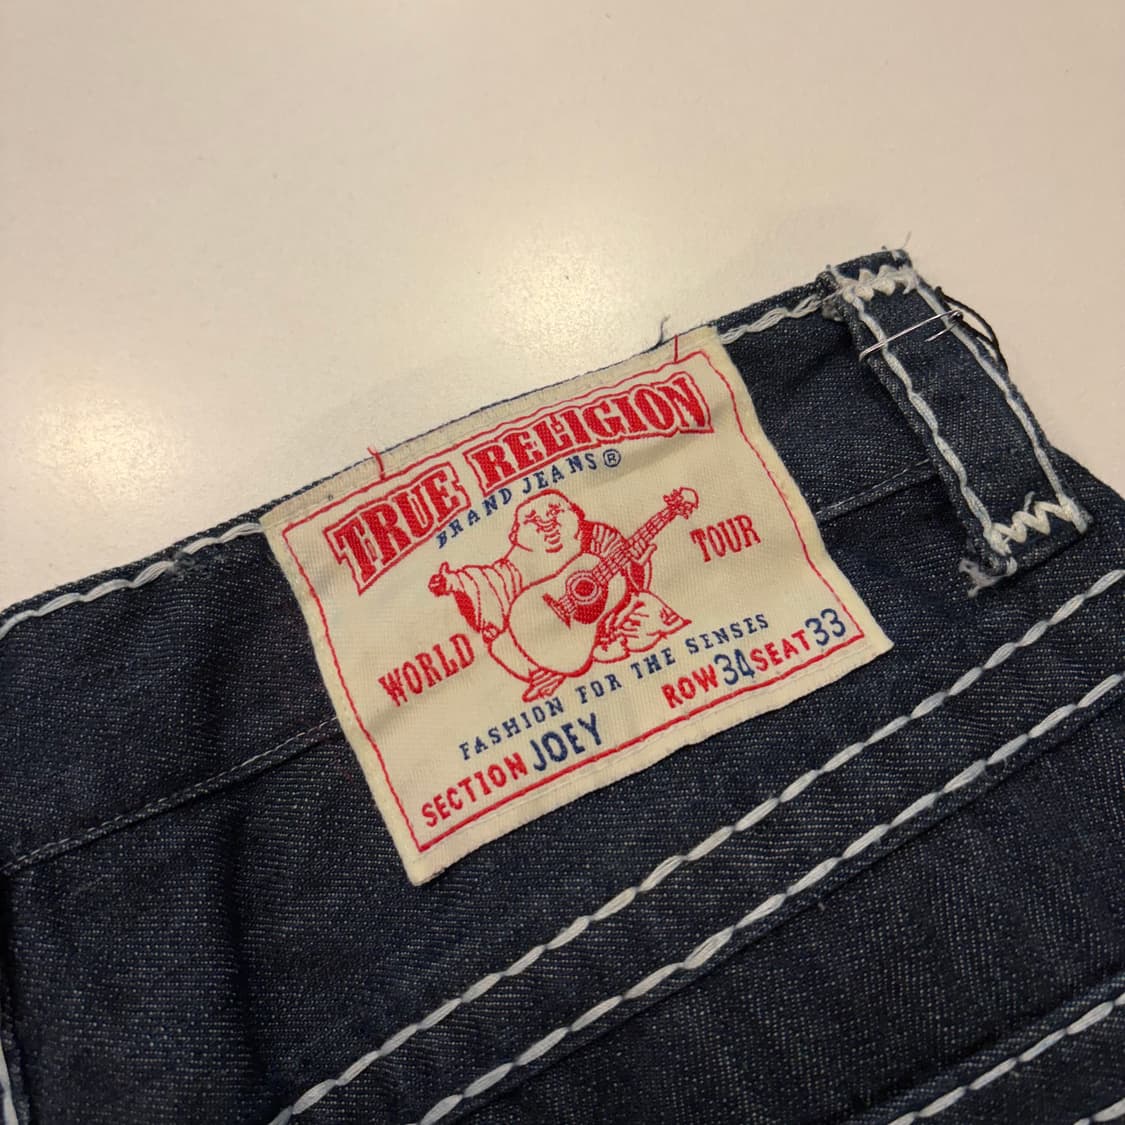 TRUE RELIGION
BRAND JEANS®
WORLD TOUR
FASHION FOR THE SENSES
SECTION JOEY ROW 34 SEAT 33